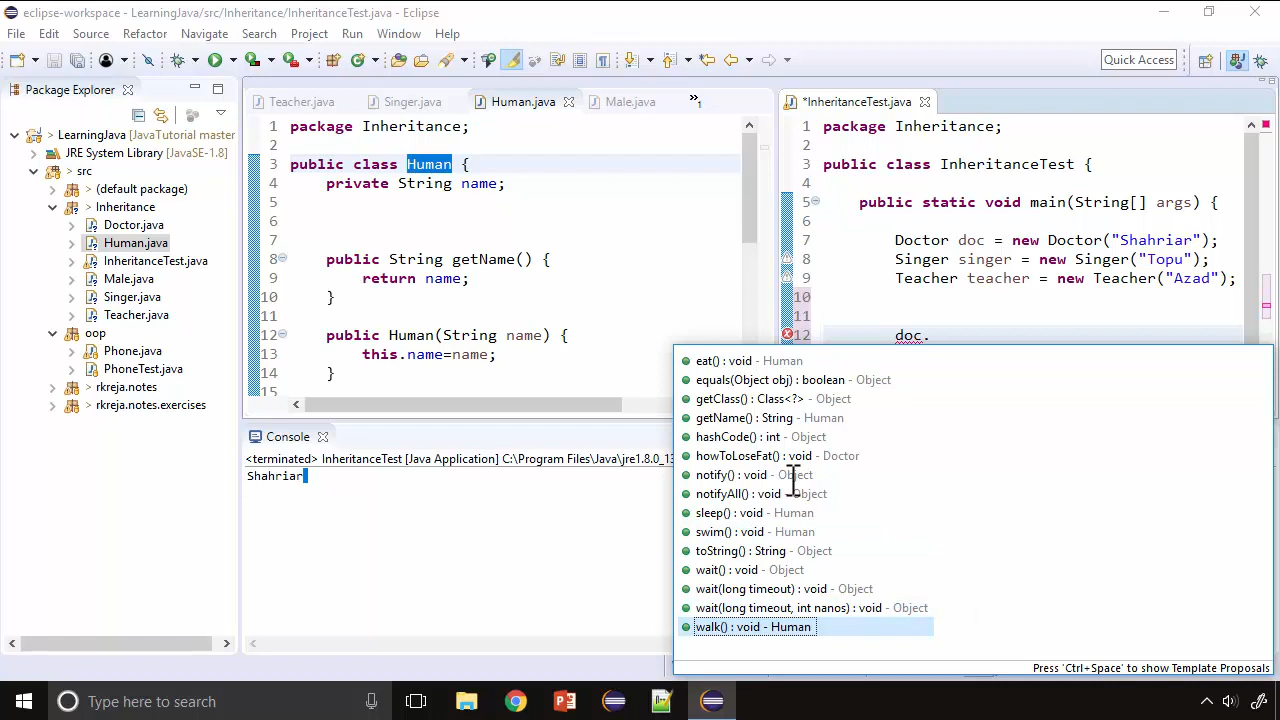 eclipse-workspace - LearningJava/src/Inheritance/InheritanceTest.java - Eclipse
File Edit Source Refactor Navigate Search Project Run Window Help
Quick Access
Package Explorer
LearningJava [JavaTutorial master
JRE System Library [JavaSE-1.8]
src
(default package)
Inheritance
Doctor.java
Human.java
InheritanceTest.java
Male.java
Singer.java
Teacher.java
oop
Phone.java
PhoneTest.java
rkreja.notes
rkreja.notes.exercises
Teacher.java Singer.java Human.java Male.java »1
1 package Inheritance;
2
3 public class Human {
4 private String name;
5
6
7
8 public String getName() {
9 return name;
10 }
11
12 public Human(String name) {
13 this.name=name;
14 }
15
*InheritanceTest.java
1 package Inheritance;
2
3 public class InheritanceTest {
4
5 public static void main(String[] args) {
6
7 Doctor doc = new Doctor("Shahriar");
8 Singer singer = new Singer("Topu");
9 Teacher teacher = new Teacher("Azad");
10
11
12 doc.
eat() : void - Human
equals(Object obj) : boolean - Object
getClass() : Class<?> - Object
getName() : String - Human
hashCode() : int - Object
howToLoseFat() : void - Doctor
notify() : void - Object
notifyAll() : void - Object
sleep() : void - Human
swim() : void - Human
toString() : String - Object
wait() : void - Object
wait(long timeout) : void - Object
wait(long timeout, int nanos) : void - Object
walk() : void - Human
Press 'Ctrl+Space' to show Template Proposals
Console
<terminated> InheritanceTest [Java Application] C:\Program Files\Java\jre1.8.0_13
Shahriar
Type here to search